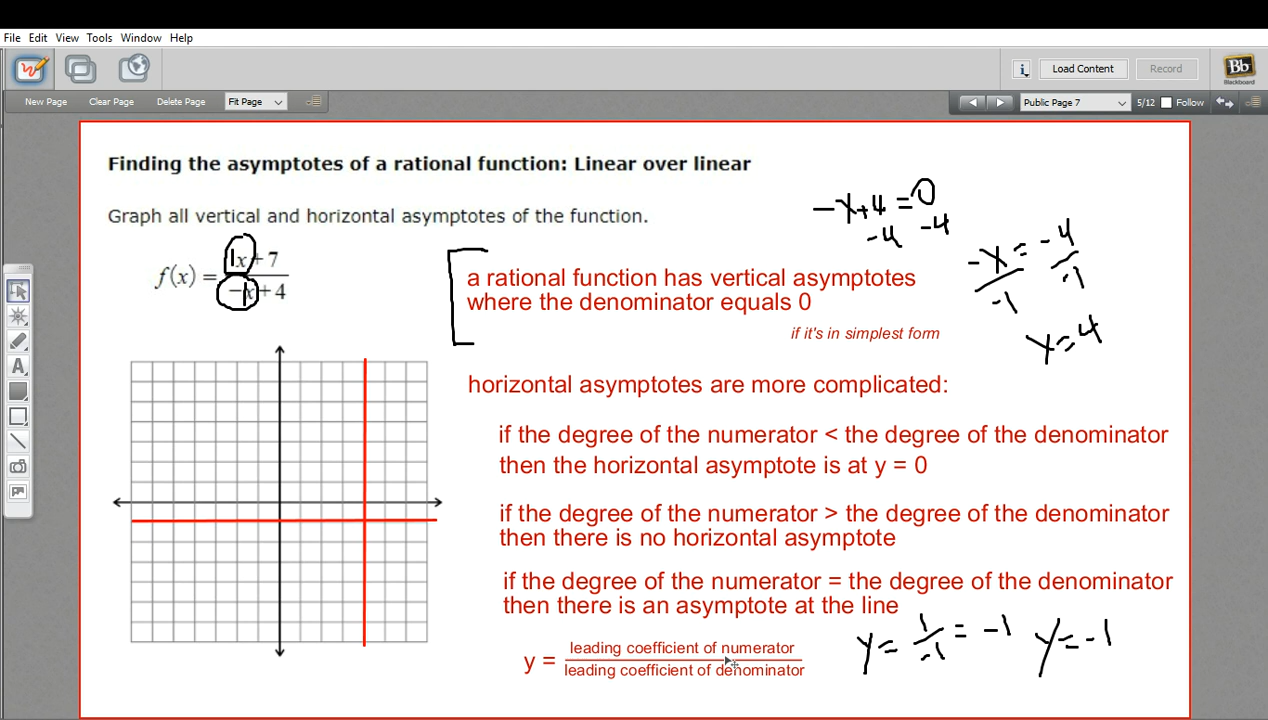 File Edit View Tools Window Help
Load Content
Record
Bb
Blackboard
New Page Clear Page Delete Page Fit Page
Public Page 7
5/12
Follow
Finding the asymptotes of a rational function: Linear over linear
Graph all vertical and horizontal asymptotes of the function.
f(x) = 1x+7
-1x+4
-x+4=0
-4 -4
-x=-4
-1 -1
x=4
a rational function has vertical asymptotes
where the denominator equals 0
if it's in simplest form
horizontal asymptotes are more complicated:
if the degree of the numerator < the degree of the denominator
then the horizontal asymptote is at y = 0
if the degree of the numerator > the degree of the denominator
then there is no horizontal asymptote
if the degree of the numerator = the degree of the denominator
then there is an asymptote at the line
y = leading coefficient of numerator
leading coefficient of denominator
y = 1/-1 = -1 y=-1